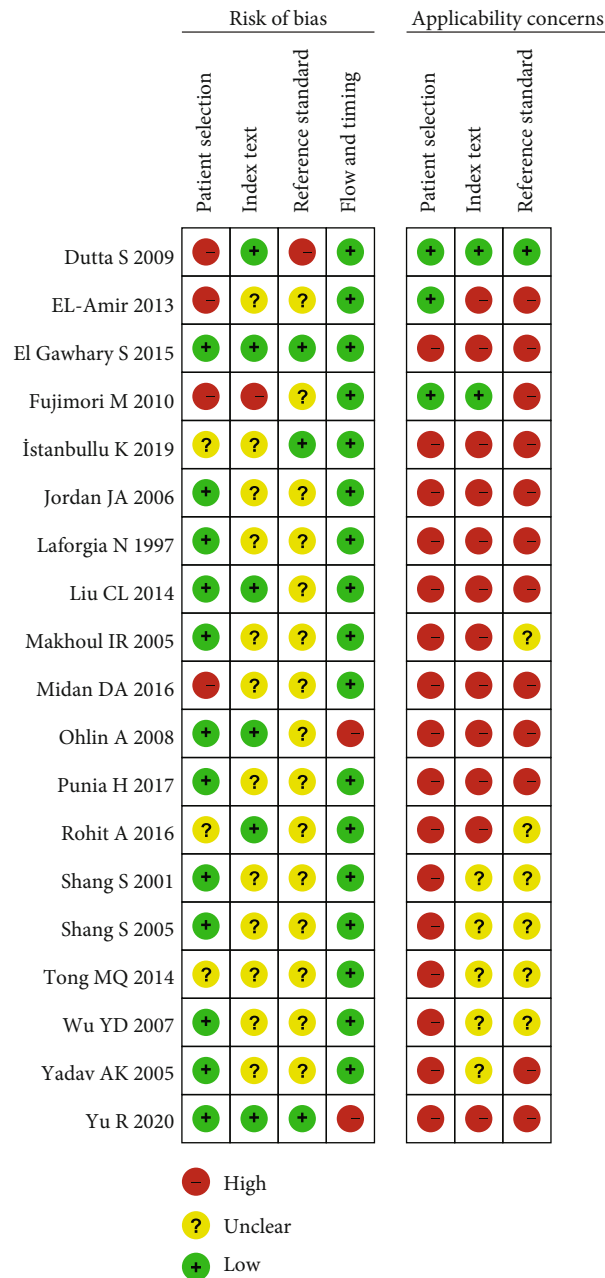 Risk of bias
Applicability concerns
Patient selection
Index text
Reference standard
Flow and timing
Patient selection
Index text
Reference standard
Dutta S 2009 − + − + + + +
EL-Amir 2013 − ? ? + + − −
El Gawhary S 2015 + + + + − − −
Fujimori M 2010 − − ? + + + −
İstanbullu K 2019 ? ? + + − − −
Jordan JA 2006 + ? ? + − − −
Laforgia N 1997 + ? ? + − − −
Liu CL 2014 + + ? + − − −
Makhoul IR 2005 + ? ? + − − ?
Midan DA 2016 − ? ? + − − −
Ohlin A 2008 + + ? − − − −
Punia H 2017 + ? ? + − − −
Rohit A 2016 ? + ? + − − ?
Shang S 2001 + ? ? + − ? ?
Shang S 2005 + ? ? + − ? ?
Tong MQ 2014 ? ? ? + − ? ?
Wu YD 2007 + ? ? + − ? ?
Yadav AK 2005 + ? ? + − ? −
Yu R 2020 + + + − − − −
− High
? Unclear
+ Low